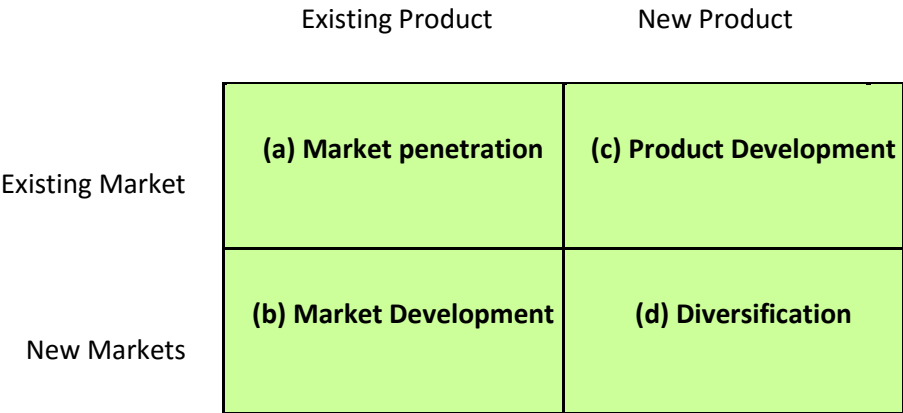 Existing Product New Product
(a) Market penetration (c) Product Development
Existing Market
(b) Market Development (d) Diversification
New Markets